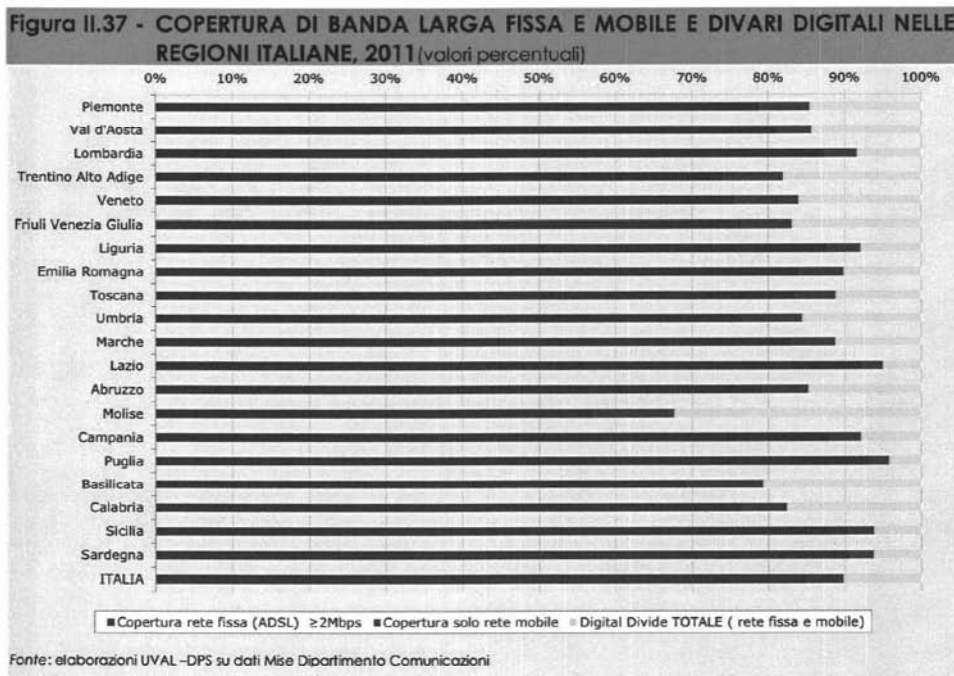 Figura II.37 - COPERTURA DI BANDA LARGA FISSA E MOBILE E DIVARI DIGITALI NELLE
REGIONI ITALIANE, 2011 (valori percentuali)
0% 10% 20% 30% 40% 50% 60% 70% 80% 90% 100%
Piemonte
Val d'Aosta
Lombardia
Trentino Alto Adige
Veneto
Friuli Venezia Giulia
Liguria
Emilia Romagna
Toscana
Umbria
Marche
Lazio
Abruzzo
Molise
Campania
Puglia
Basilicata
Calabria
Sicilia
Sardegna
ITALIA
Copertura rete fissa (ADSL) ≥2Mbps Copertura solo rete mobile Digital Divide TOTALE ( rete fissa e mobile)
Fonte: elaborazioni UVAL –DPS su dati Mise Dipartimento Comunicazioni